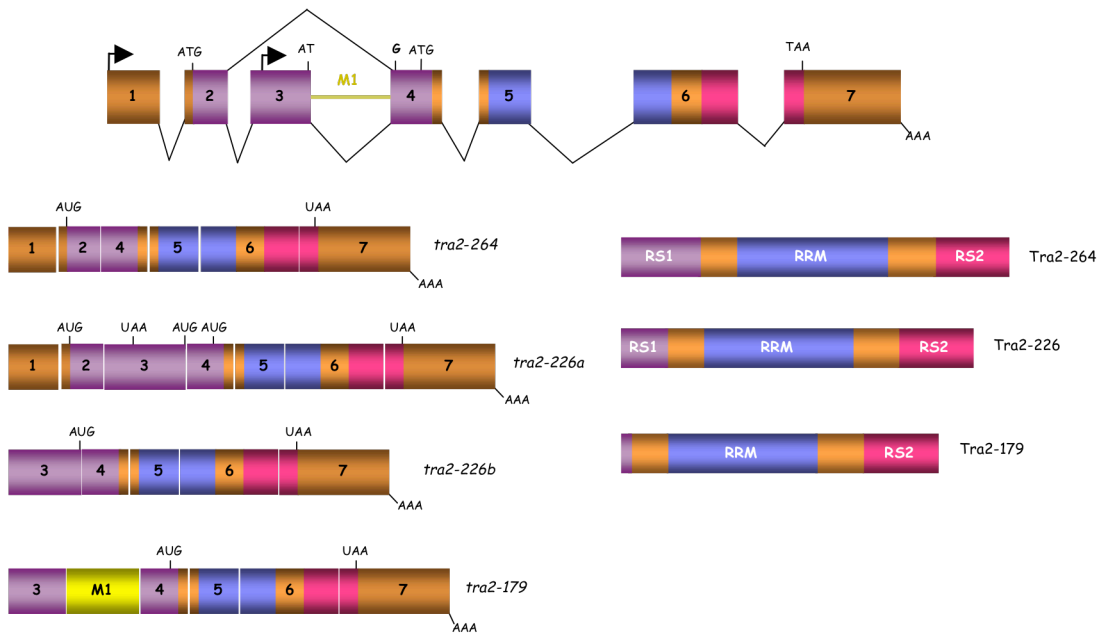 ATG AT G ATG TAA
M1
1 2 3 4 5 6 7
AAA
AUG UAA
1 2 4 5 6 7 tra2-264
AAA
RS1 RRM RS2 Tra2-264
AUG UAA AUG AUG UAA
1 2 3 4 5 6 7 tra2-226a
AAA
RS1 RRM RS2 Tra2-226
AUG UAA
3 4 5 6 7 tra2-226b
AAA
RRM RS2 Tra2-179
AUG UAA
3 M1 4 5 6 7 tra2-179
AAA